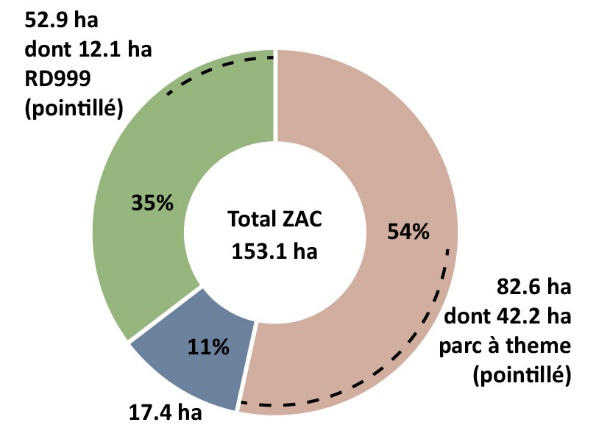 52.9 ha
dont 12.1 ha
RD999
(pointillé)
35%
Total ZAC
153.1 ha
54%
82.6 ha
dont 42.2 ha
parc à theme
(pointillé)
11%
17.4 ha